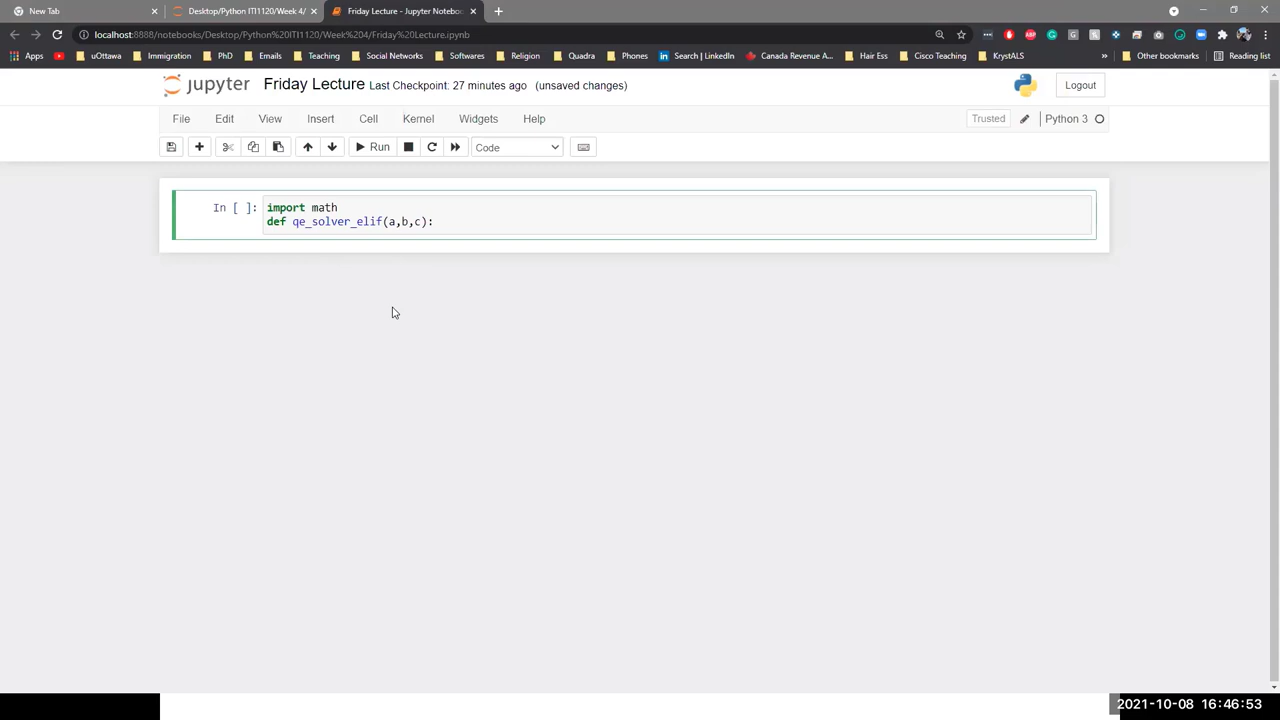 New Tab
Desktop/Python ITI1120/Week 4/
Friday Lecture - Jupyter Noteboo
localhost:8888/notebooks/Desktop/Python%20ITI1120/Week%204/Friday%20Lecture.ipynb
Apps
uOttawa
Immigration
PhD
Emails
Teaching
Social Networks
Softwares
Religion
Quadra
Phones
Search | LinkedIn
Canada Revenue A...
Hair Ess
Cisco Teaching
KrystALS
»
Other bookmarks
Reading list
jupyter
Friday Lecture
Last Checkpoint: 27 minutes ago (unsaved changes)
Logout
File
Edit
View
Insert
Cell
Kernel
Widgets
Help
Trusted
Python 3
Run
Code
In [ ]:
import math
def qe_solver_elif(a,b,c):
2021-10-08 16:46:53